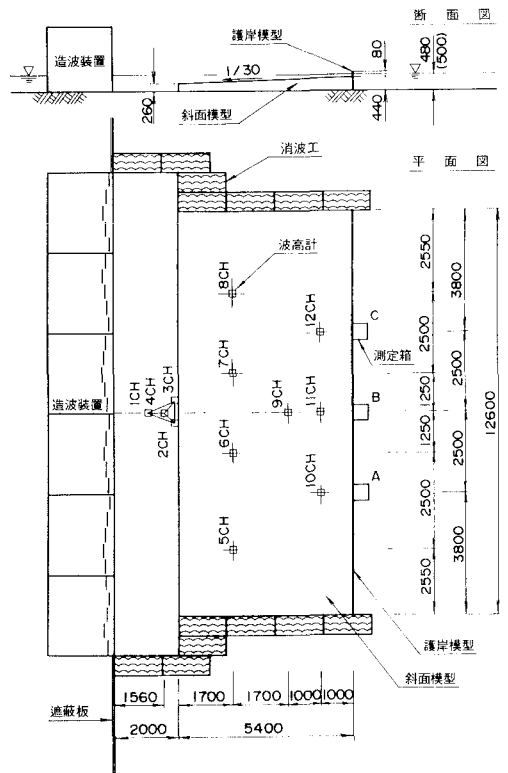 断面図
護岸模型
造波装置
1/30
80
480
(500)
260
斜面模型
440
消波工
平面図
波高計
8CH
2550
3800
C
12CH
測定箱
2500
7CH
3CH
4CH
1CH
造波装置
2CH
9CH
11CH
B
1250
2500
12600
6CH
1250
2500
10CH
A
5CH
2500
3800
2550
護岸模型
斜面模型
1560
1700
1700
1000
1000
遮蔽板
2000
5400